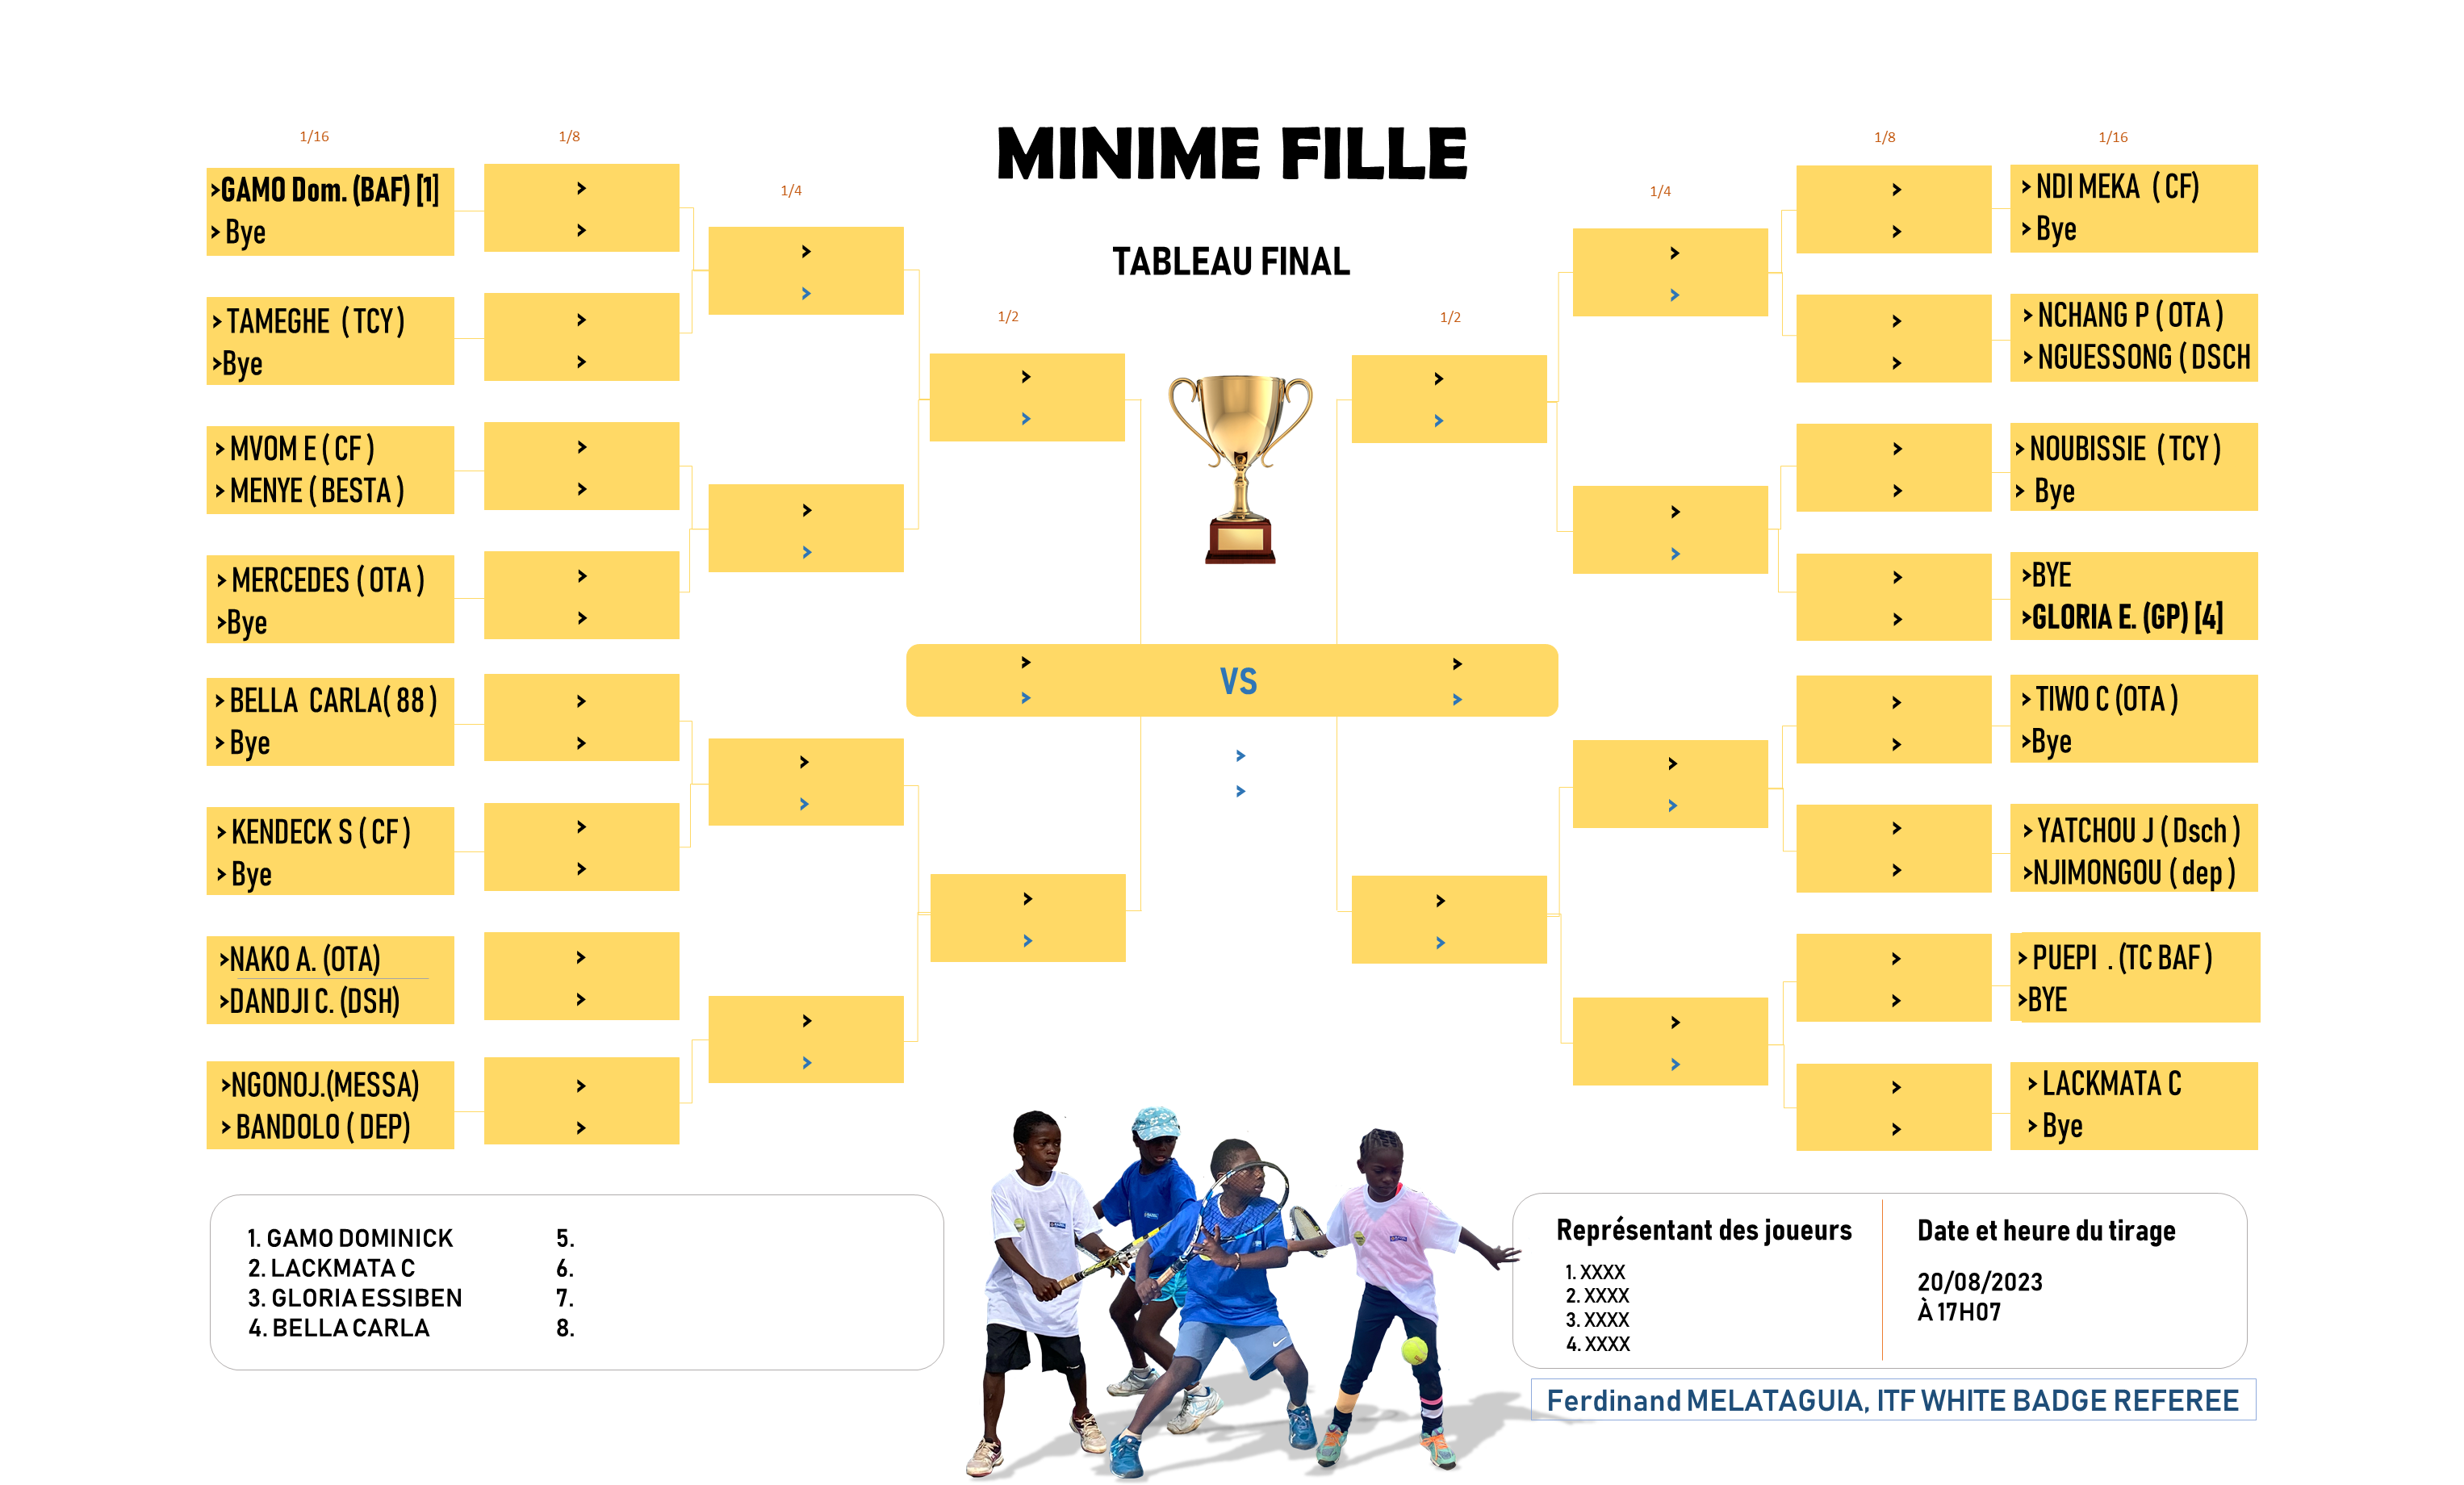 MINIME FILLE
TABLEAU FINAL
1/16
1/8
1/4
1/2
1/2
1/4
1/8
1/16
>GAMO Dom. (BAF) [1]
> Bye
> TAMEGHE ( TCY )
>Bye
> MVOM E ( CF )
> MENYE ( BESTA )
> MERCEDES ( OTA )
>Bye
> BELLA CARLA( 88 )
> Bye
> KENDECK S ( CF )
> Bye
>NAKO A. (OTA)
>DANDJI C. (DSH)
>NGONOJ.(MESSA)
> BANDOLO ( DEP)
VS
> NDI MEKA ( CF)
> Bye
> NCHANG P ( OTA )
> NGUESSONG ( DSCH
> NOUBISSIE ( TCY )
> Bye
>BYE
>GLORIA E. (GP) [4]
> TIWO C (OTA )
>Bye
> YATCHOU J ( Dsch )
>NJIMONGOU ( dep )
> PUEPI . (TC BAF )
>BYE
> LACKMATA C
> Bye
1. GAMO DOMINICK
2. LACKMATA C
3. GLORIA ESSIBEN
4. BELLA CARLA
5.
6.
7.
8.
Représentant des joueurs
1. XXXX
2. XXXX
3. XXXX
4. XXXX
Date et heure du tirage
20/08/2023
À 17H07
Ferdinand MELATAGUIA, ITF WHITE BADGE REFEREE